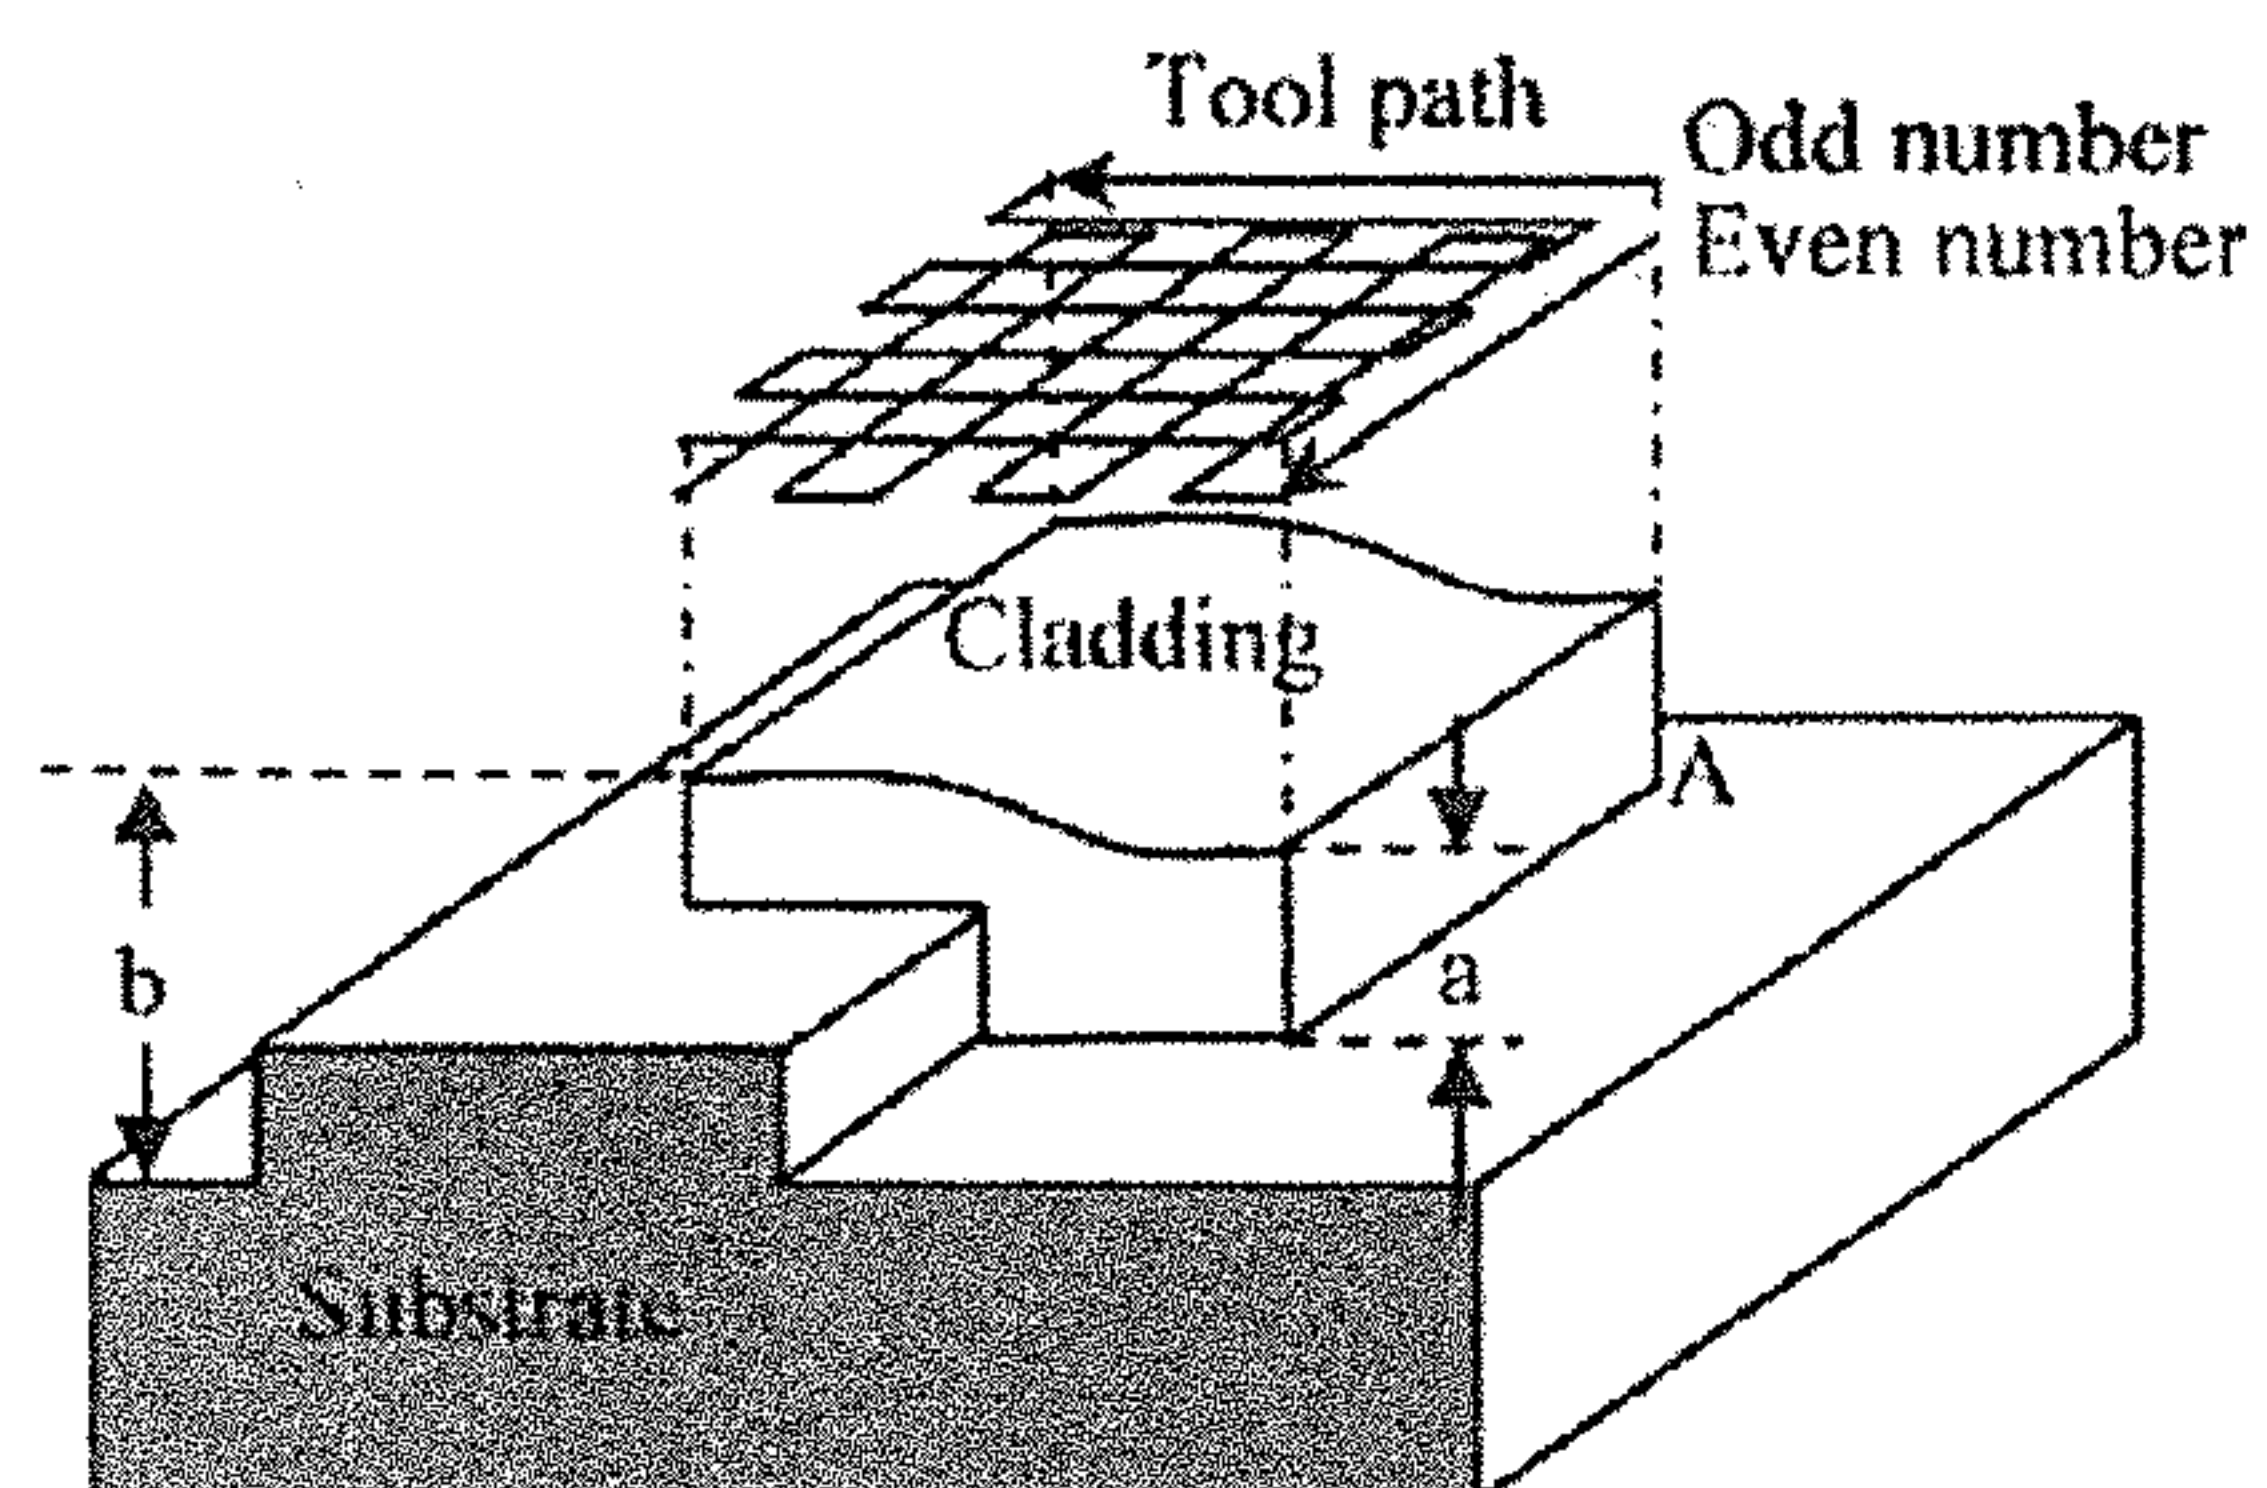 Tool path
Odd number
Even number
Cladding
A
b
a
Substrate